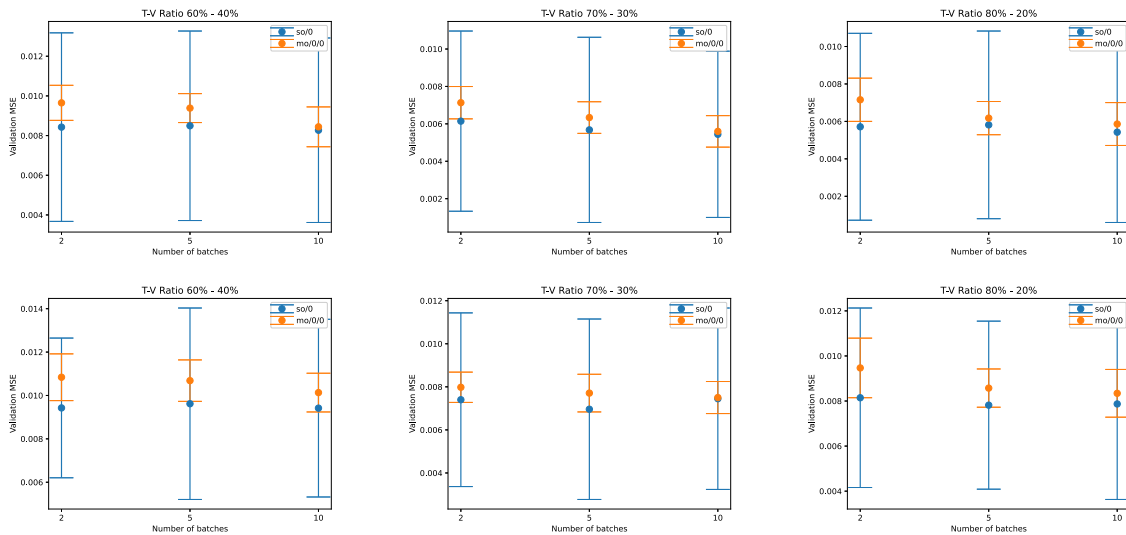 T-V Ratio 60% - 40%
so/0
mo/0/0
0.012
0.010
0.008
0.006
0.004
Validation MSE
2
5
10
Number of batches
T-V Ratio 70% - 30%
so/0
mo/0/0
0.010
0.008
0.006
0.004
0.002
Validation MSE
2
5
10
Number of batches
T-V Ratio 80% - 20%
so/0
mo/0/0
0.010
0.008
0.006
0.004
0.002
Validation MSE
2
5
10
Number of batches
T-V Ratio 60% - 40%
so/0
mo/0/0
0.014
0.012
0.010
0.008
0.006
Validation MSE
2
5
10
Number of batches
T-V Ratio 70% - 30%
so/0
mo/0/0
0.012
0.010
0.008
0.006
0.004
Validation MSE
2
5
10
Number of batches
T-V Ratio 80% - 20%
so/0
mo/0/0
0.012
0.010
0.008
0.006
0.004
Validation MSE
2
5
10
Number of batches